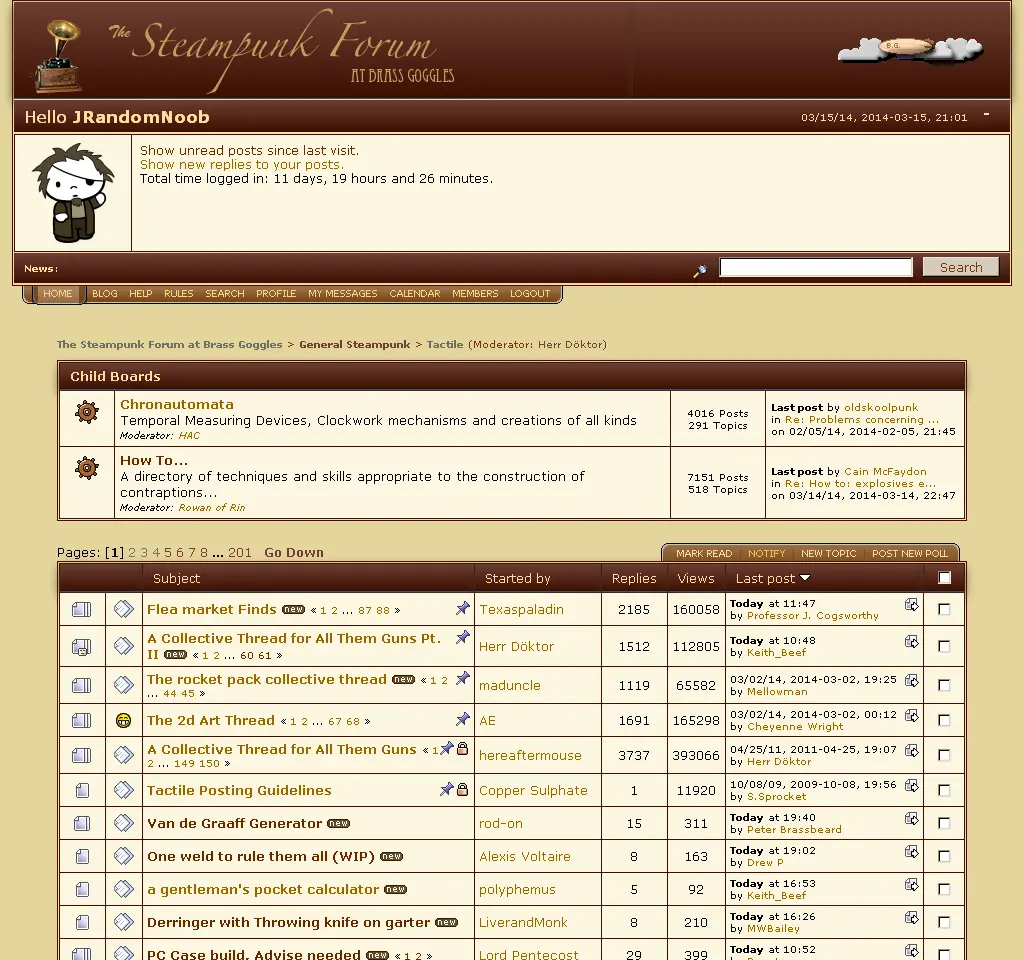 The Steampunk Forum
AT BRASS GOGGLES
B.G.
Hello JRandomNoob
03/15/14, 2014-03-15, 21:01 -
Show unread posts since last visit.
Show new replies to your posts.
Total time logged in: 11 days, 19 hours and 26 minutes.
News:
Search
HOME BLOG HELP RULES SEARCH PROFILE MY MESSAGES CALENDAR MEMBERS LOGOUT
The Steampunk Forum at Brass Goggles > General Steampunk > Tactile (Moderator: Herr Döktor)
Child Boards
Chronautomata
Temporal Measuring Devices, Clockwork mechanisms and creations of all kinds
Moderator: HAC
4016 Posts
291 Topics
Last post by oldskoolpunk
in Re: Problems concerning ...
on 02/05/14, 2014-02-05, 21:45
How To...
A directory of techniques and skills appropriate to the construction of
contraptions...
Moderator: Rowan of Rin
7151 Posts
518 Topics
Last post by Cain McFaydon
in Re: How to: explosives e...
on 03/14/14, 2014-03-14, 22:47
Pages: [1] 2 3 4 5 6 7 8 ... 201 Go Down
MARK READ NOTIFY NEW TOPIC POST NEW POLL
Subject Started by Replies Views Last post
Flea market Finds new « 1 2 ... 87 88 » Texaspaladin 2185 160058
Today at 11:47
by Professor J. Cogsworthy
A Collective Thread for All Them Guns Pt.
II new « 1 2 ... 60 61 »
Herr Döktor 1512 112805
Today at 10:48
by Keith_Beef
The rocket pack collective thread new « 1 2
... 44 45 »
maduncle 1119 65582
03/02/14, 2014-03-02, 19:25
by Mellowman
The 2d Art Thread « 1 2 ... 67 68 » AE 1691 165298
03/02/14, 2014-03-02, 00:12
by Cheyenne Wright
A Collective Thread for All Them Guns « 1
2 ... 149 150 »
hereaftermouse 3737 393066
04/25/11, 2011-04-25, 19:07
by Herr Döktor
Tactile Posting Guidelines Copper Sulphate 1 11920
10/08/09, 2009-10-08, 19:56
by S.Sprocket
Van de Graaff Generator new rod-on 15 311
Today at 19:40
by Peter Brassbeard
One weld to rule them all (WIP) new Alexis Voltaire 8 163
Today at 19:02
by Drew P
a gentleman's pocket calculator new polyphemus 5 92
Today at 16:53
by Keith_Beef
Derringer with Throwing knife on garter new LiverandMonk 8 210
Today at 16:26
by MWBailey
PC Case build, Advise needed new « 1 2 » Lord Pentecost 29 399
Today at 10:52